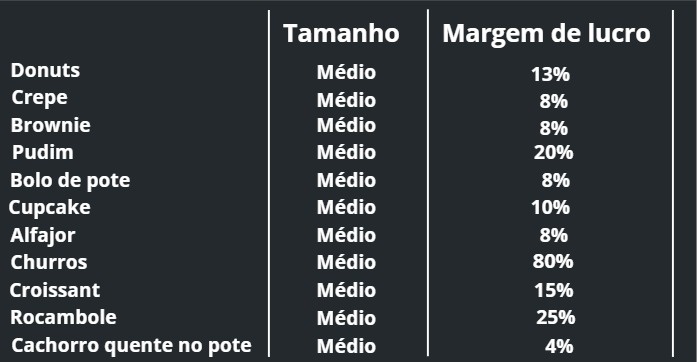 Tamanho Margem de lucro
Donuts Médio 13%
Crepe Médio 8%
Brownie Médio 8%
Pudim Médio 20%
Bolo de pote Médio 8%
Cupcake Médio 10%
Alfajor Médio 8%
Churros Médio 80%
Croissant Médio 15%
Rocambole Médio 25%
Cachorro quente no pote Médio 4%